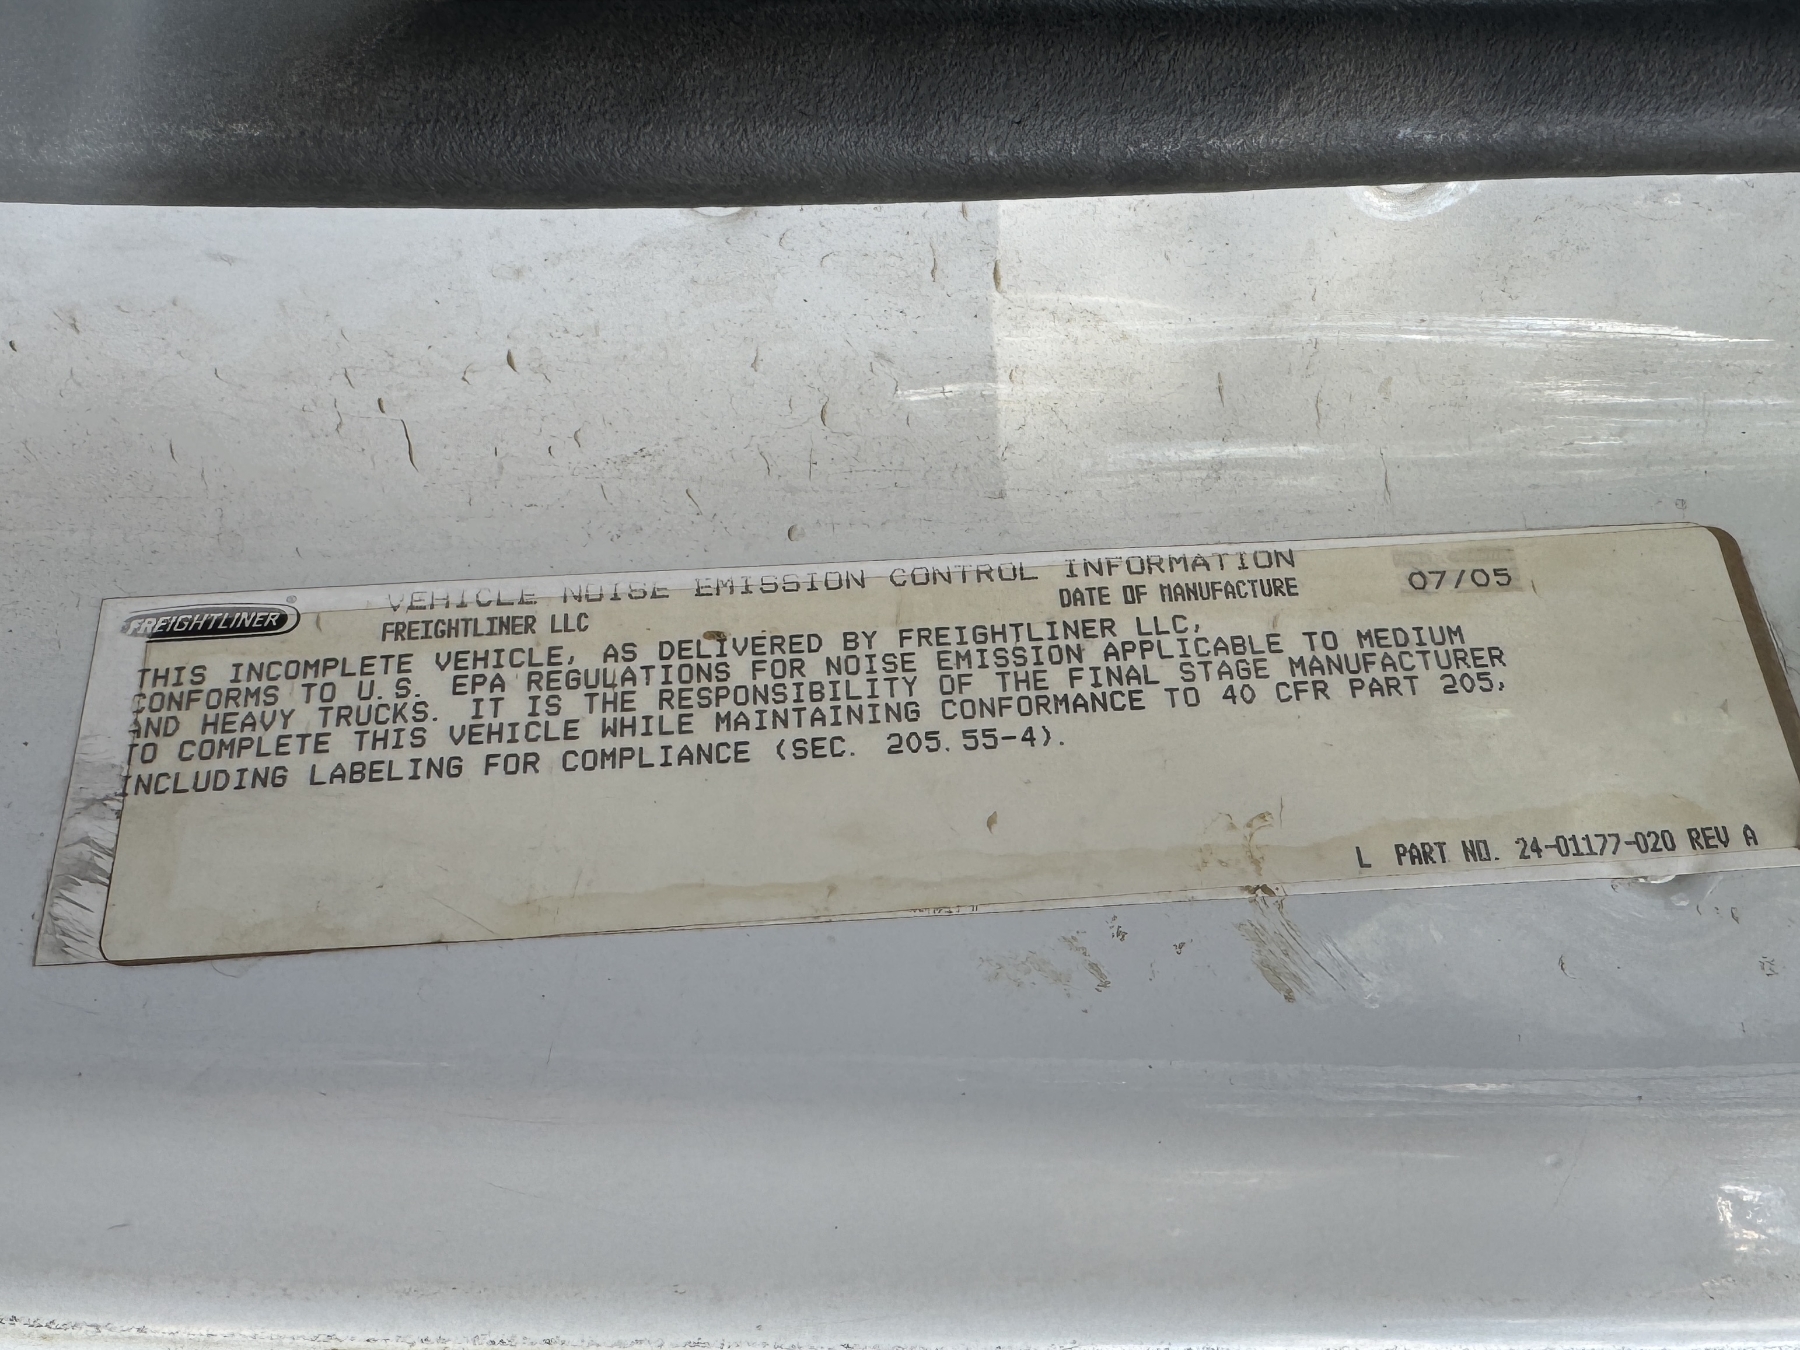 FREIGHTLINER®
VEHICLE NOISE EMISSION CONTROL INFORMATION
FREIGHTLINER LLC DATE OF MANUFACTURE 07/05
THIS INCOMPLETE VEHICLE, AS DELIVERED BY FREIGHTLINER LLC,
CONFORMS TO U.S. EPA REGULATIONS FOR NOISE EMISSION APPLICABLE TO MEDIUM
AND HEAVY TRUCKS. IT IS THE RESPONSIBILITY OF THE FINAL STAGE MANUFACTURER
TO COMPLETE THIS VEHICLE WHILE MAINTAINING CONFORMANCE TO 40 CFR PART 205,
INCLUDING LABELING FOR COMPLIANCE (SEC. 205.55-4).
L PART NO. 24-01177-020 REV A